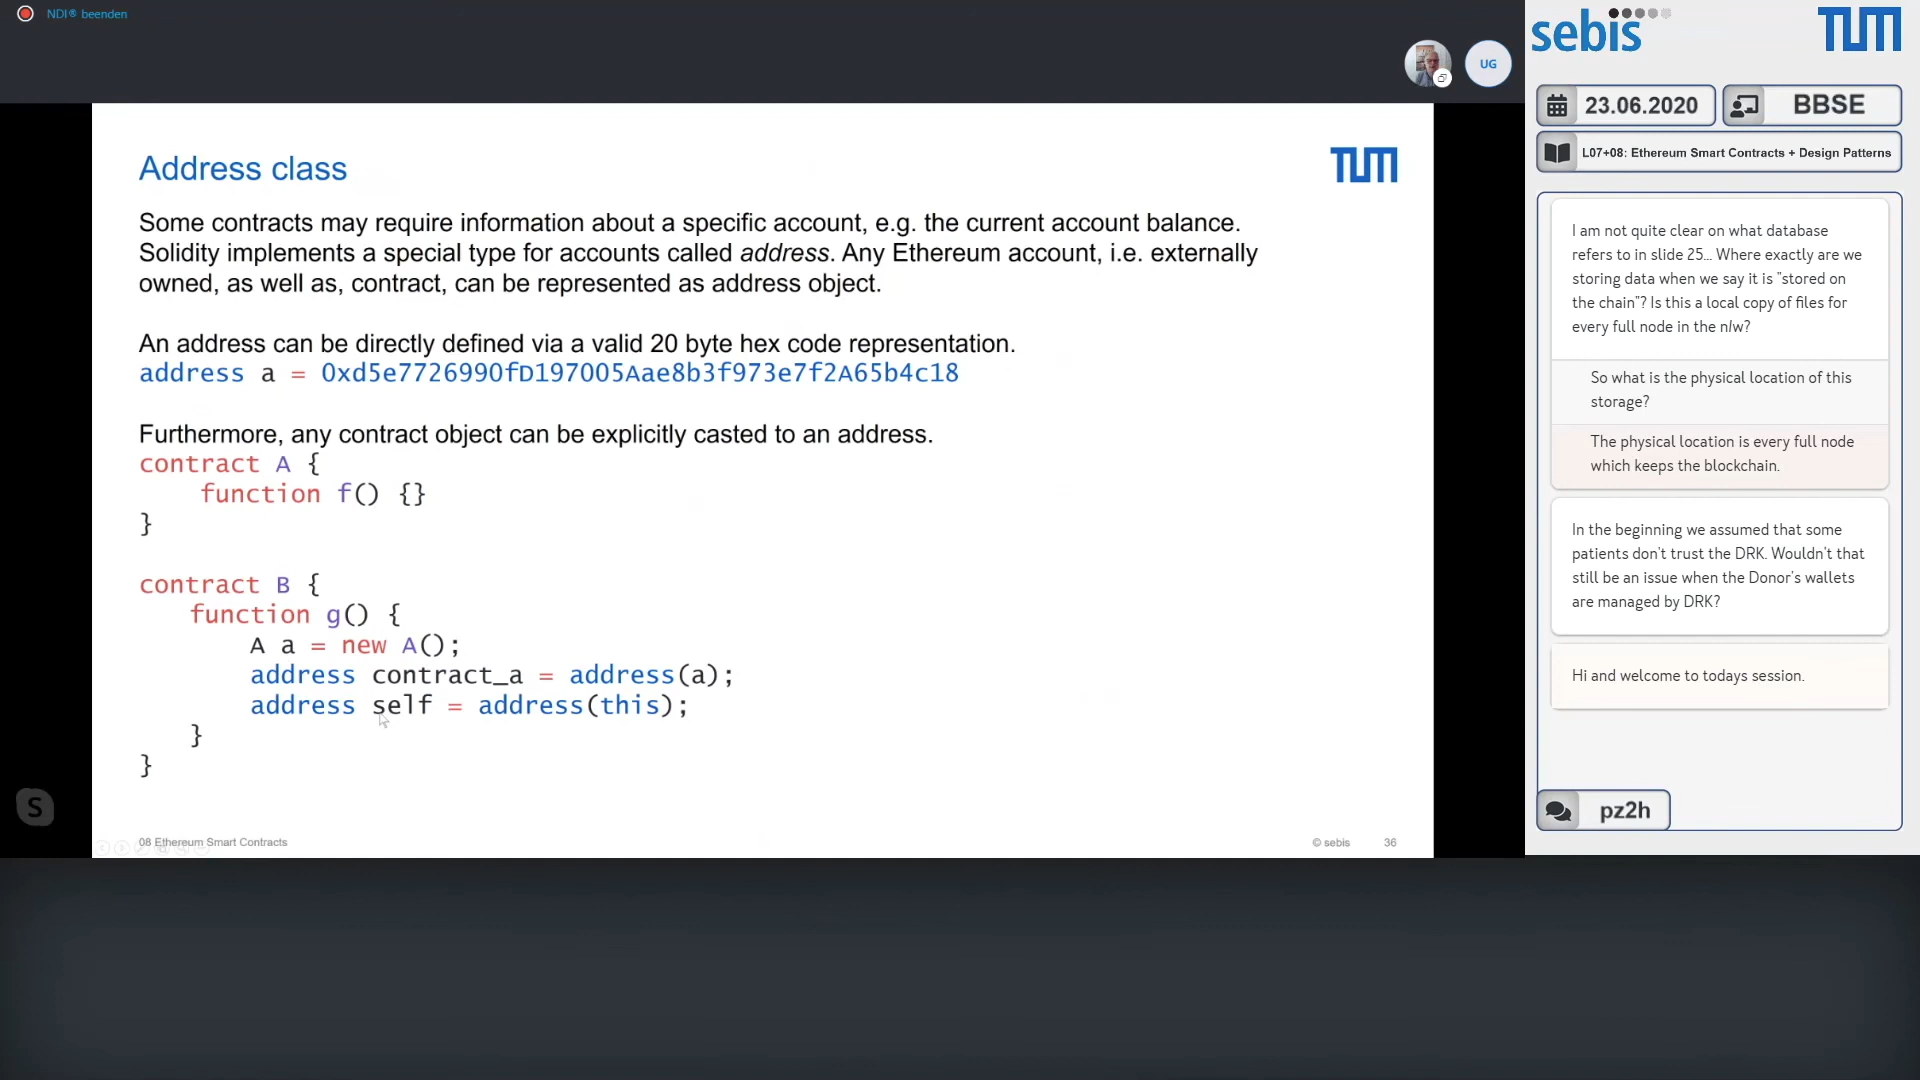 NDI® beenden
UG
Address class
TUM
Some contracts may require information about a specific account, e.g. the current account balance.
Solidity implements a special type for accounts called address. Any Ethereum account, i.e. externally
owned, as well as, contract, can be represented as address object.
An address can be directly defined via a valid 20 byte hex code representation.
address a = 0xd5e7726990fD197005Aae8b3f973e7f2A65b4c18
Furthermore, any contract object can be explicitly casted to an address.
contract A {
function f() {}
}
contract B {
function g() {
A a = new A();
address contract_a = address(a);
address self = address(this);
}
}
S
08 Ethereum Smart Contracts
© sebis
36
sebis
TUM
23.06.2020
BBSE
L07+08: Ethereum Smart Contracts + Design Patterns
I am not quite clear on what database
refers to in slide 25... Where exactly are we
storing data when we say it is "stored on
the chain"? Is this a local copy of files for
every full node in the n/w?
So what is the physical location of this
storage?
The physical location is every full node
which keeps the blockchain.
In the beginning we assumed that some
patients don't trust the DRK. Wouldn't that
still be an issue when the Donor's wallets
are managed by DRK?
Hi and welcome to todays session.
pz2h